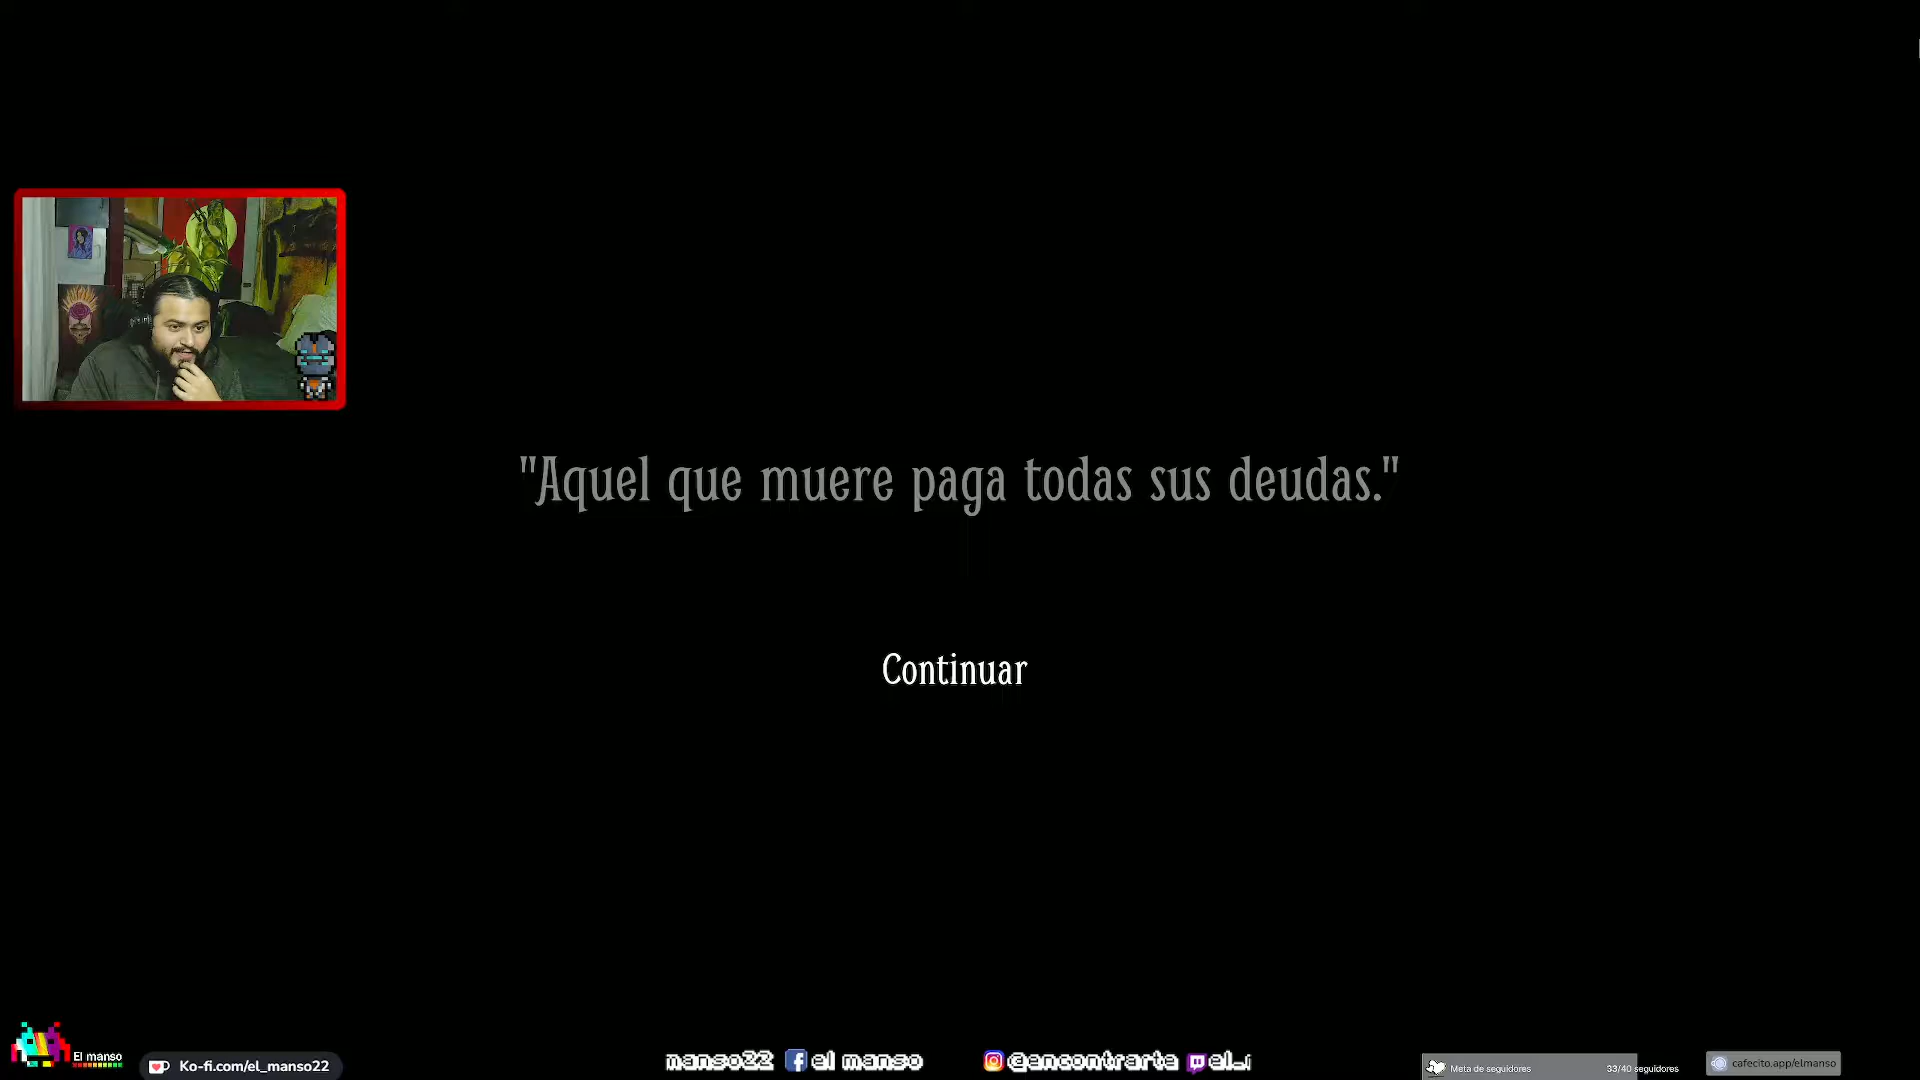 "Aquel que muere paga todas sus deudas."
Continuar
El manso
Ko-fi.com/el_manso22
manso22 el manso @encontrarte el_
Meta de seguidores 33/40 seguidores
cafecito.app/elmanso